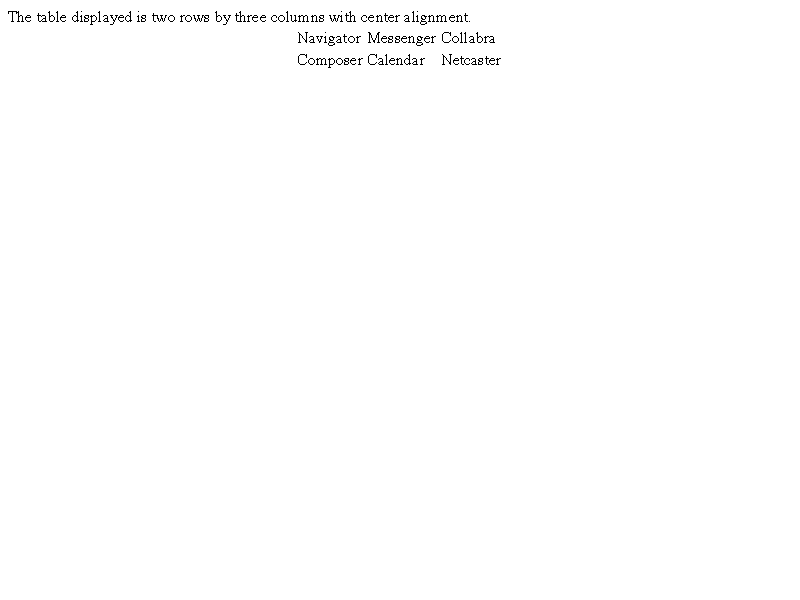 The table displayed is two rows by three columns with center alignment.
Navigator Messenger Collabra
Composer Calendar Netcaster